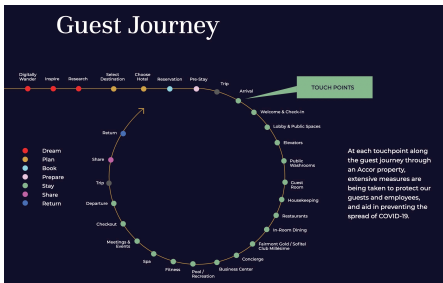 Guest Journey
Digitally
Wander
Inspire
Research
Select
Destination
Choose
Hotel
Reservation
Pre-Stay
Trip
Arrival
TOUCH POINTS
Welcome & Check-in
Lobby & Public Spaces
Elevators
Public
Washrooms
Guest
Room
Housekeeping
Restaurants
In-Room Dining
Fairmont Gold / Sofitel
Club Millésime
Concierge
Business Center
Pool /
Recreation
Fitness
Spa
Meetings &
Events
Checkout
Departure
Trip
Share
Return
Dream
Plan
Book
Prepare
Stay
Share
Return
At each touchpoint along
the guest journey through
an Accor property,
extensive measures are
being taken to protect our
guests and employees,
and aid in preventing the
spread of COVID-19.